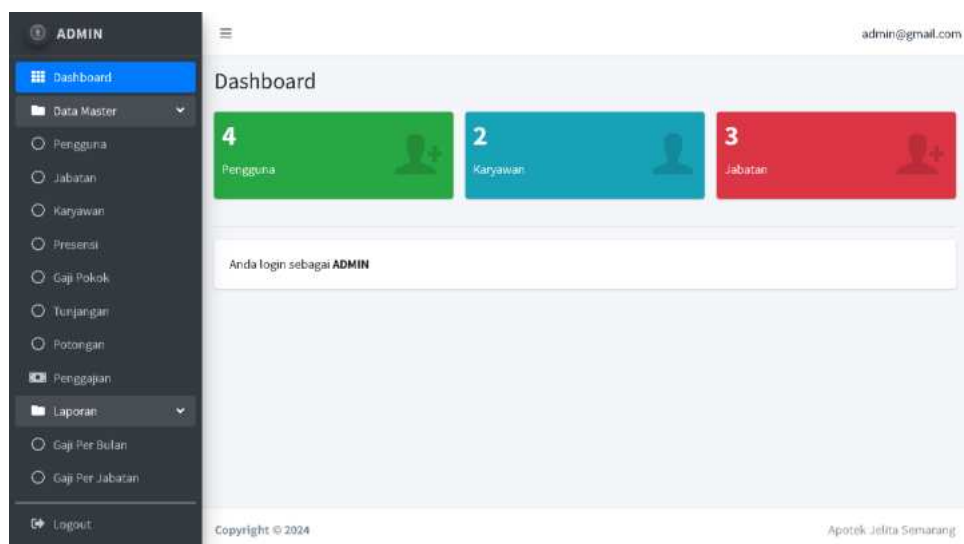 ADMIN
admin@gmail.com
Dashboard
Data Master
Pengguna
Jabatan
Karyawan
Presensi
Gaji Pokok
Tunjangan
Potongan
Penggajian
Laporan
Gaji Per Bulan
Gaji Per Jabatan
Logout
Dashboard
4
Pengguna
2
Karyawan
3
Jabatan
Anda login sebagai ADMIN
Copyright © 2024
Apotek Jelita Semarang